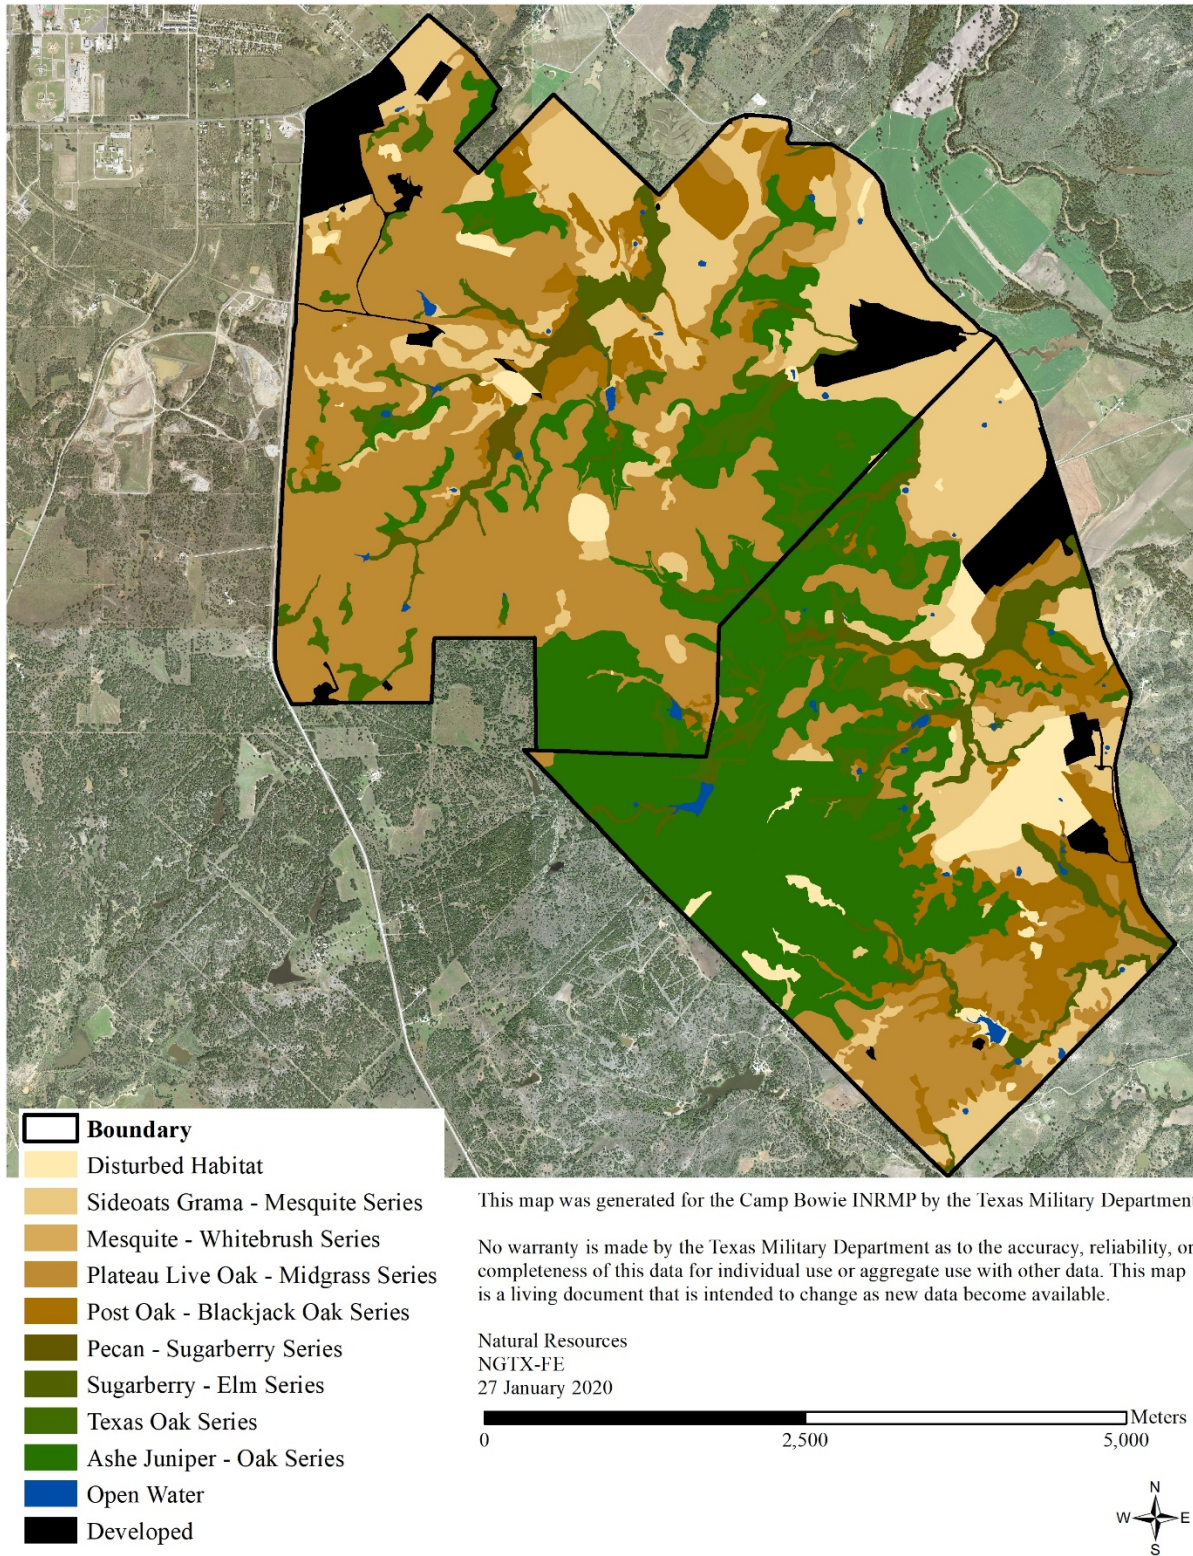 Boundary
Disturbed Habitat
Sideoats Grama - Mesquite Series
Mesquite - Whitebrush Series
Plateau Live Oak - Midgrass Series
Post Oak - Blackjack Oak Series
Pecan - Sugarberry Series
Sugarberry - Elm Series
Texas Oak Series
Ashe Juniper - Oak Series
Open Water
Developed
This map was generated for the Camp Bowie INRMP by the Texas Military Departmen
No warranty is made by the Texas Military Department as to the accuracy, reliability, or
completeness of this data for individual use or aggregate use with other data. This map
is a living document that is intended to change as new data become available.
Natural Resources
NGTX-FE
27 January 2020
Meters
0 2,500 5,000
N
W E
S